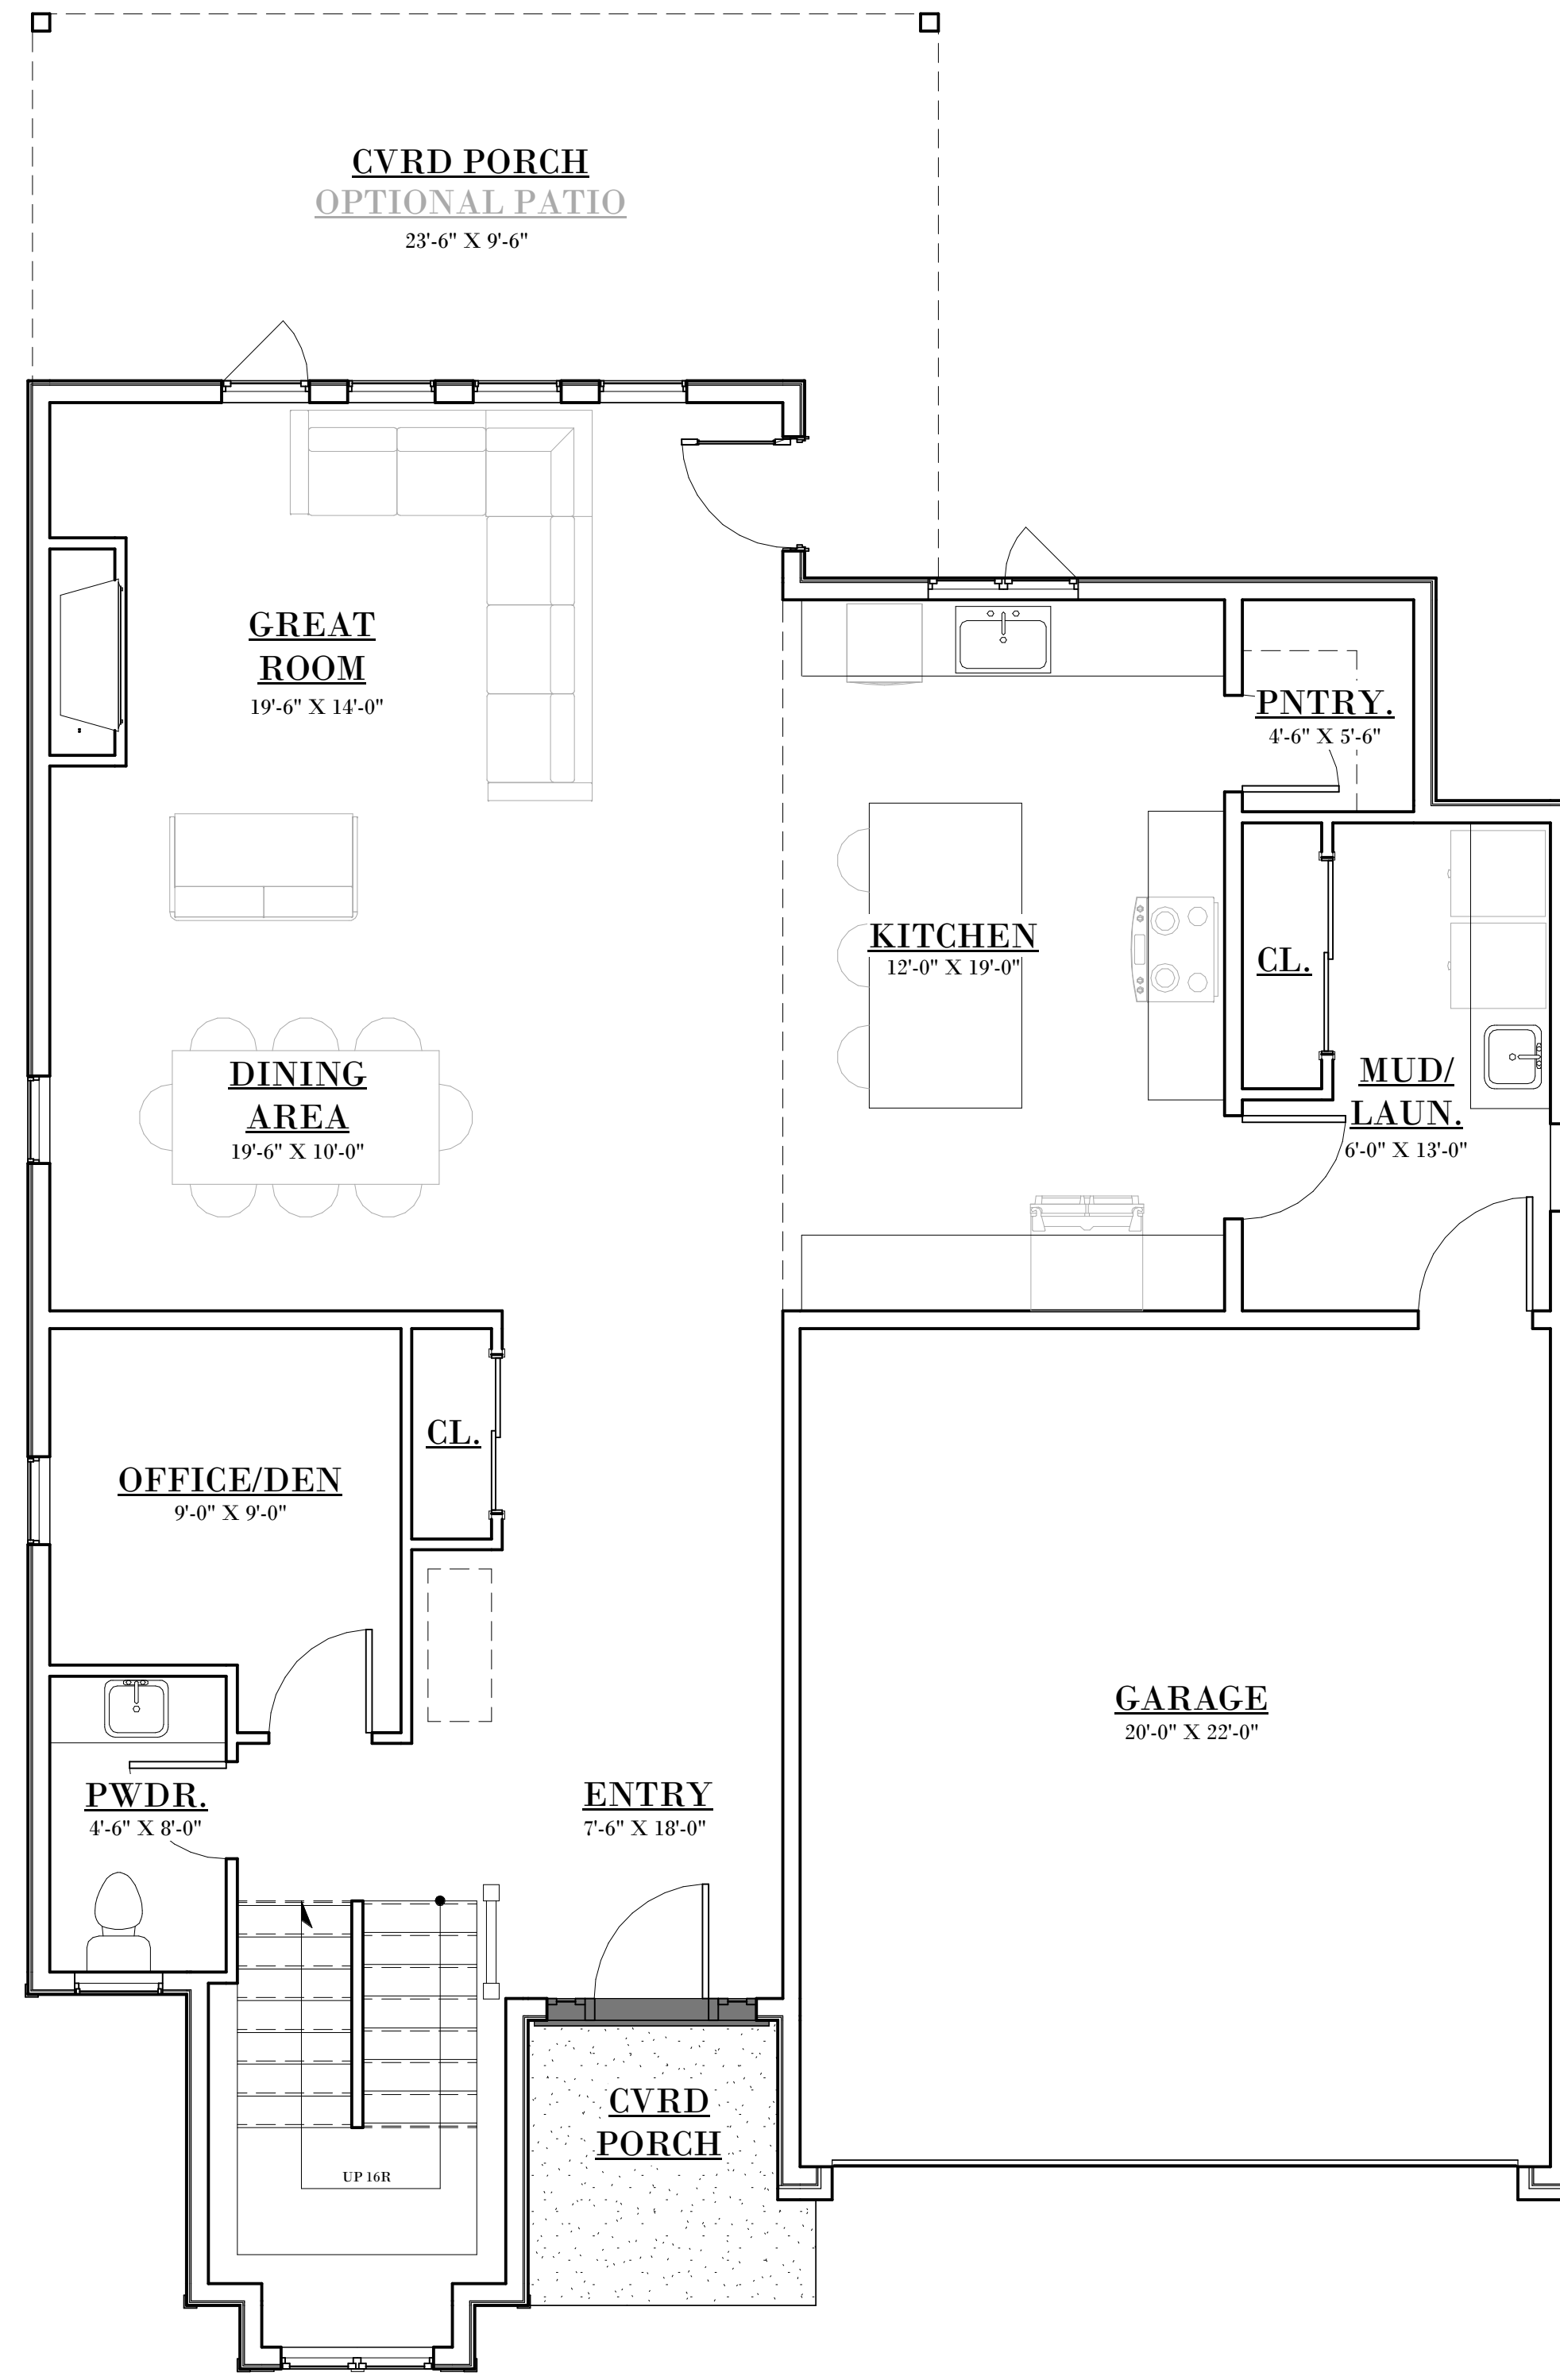 CVRD PORCH
OPTIONAL PATIO
23'-6" X 9'-6"
GREAT
ROOM
19'-6" X 14'-0"
PNTRY.
4'-6" X 5'-6"
KITCHEN
12'-0" X 19'-0"
CL.
MUD/
LAUN.
6'-0" X 13'-0"
DINING
AREA
19'-6" X 10'-0"
CL.
OFFICE/DEN
9'-0" X 9'-0"
GARAGE
20'-0" X 22'-0"
PWDR.
4'-6" X 8'-0"
ENTRY
7'-6" X 18'-0"
CVRD
PORCH
UP 16R